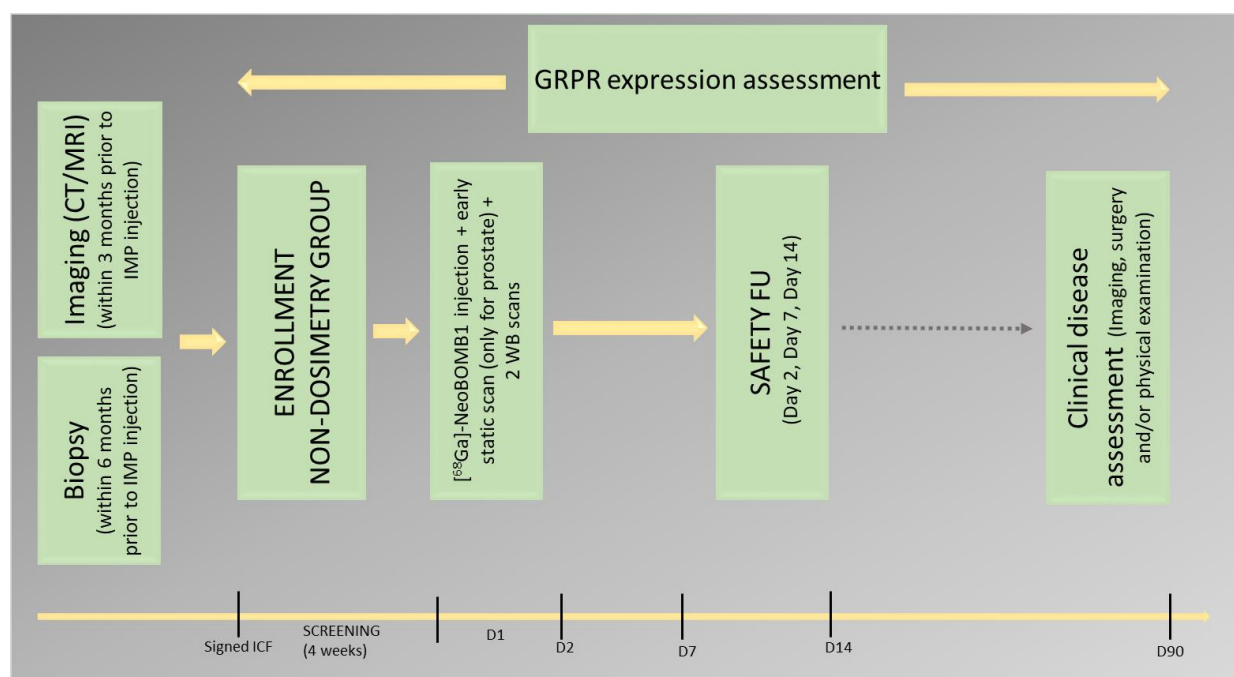 GRPR expression assessment
Imaging (CT/MRI)
(within 3 months prior to
IMP injection)
Biopsy
(within 6 months
prior to IMP injection)
ENROLLMENT
NON-DOSIMETRY GROUP
[⁶⁸Ga]-NeoBOMB1 injection + early
static scan (only for prostate) +
2 WB scans
SAFETY FU
(Day 2, Day 7, Day 14)
Clinical disease
assessment (Imaging, surgery
and/or physical examination)
Signed ICF
SCREENING
(4 weeks)
D1
D2
D7
D14
D90